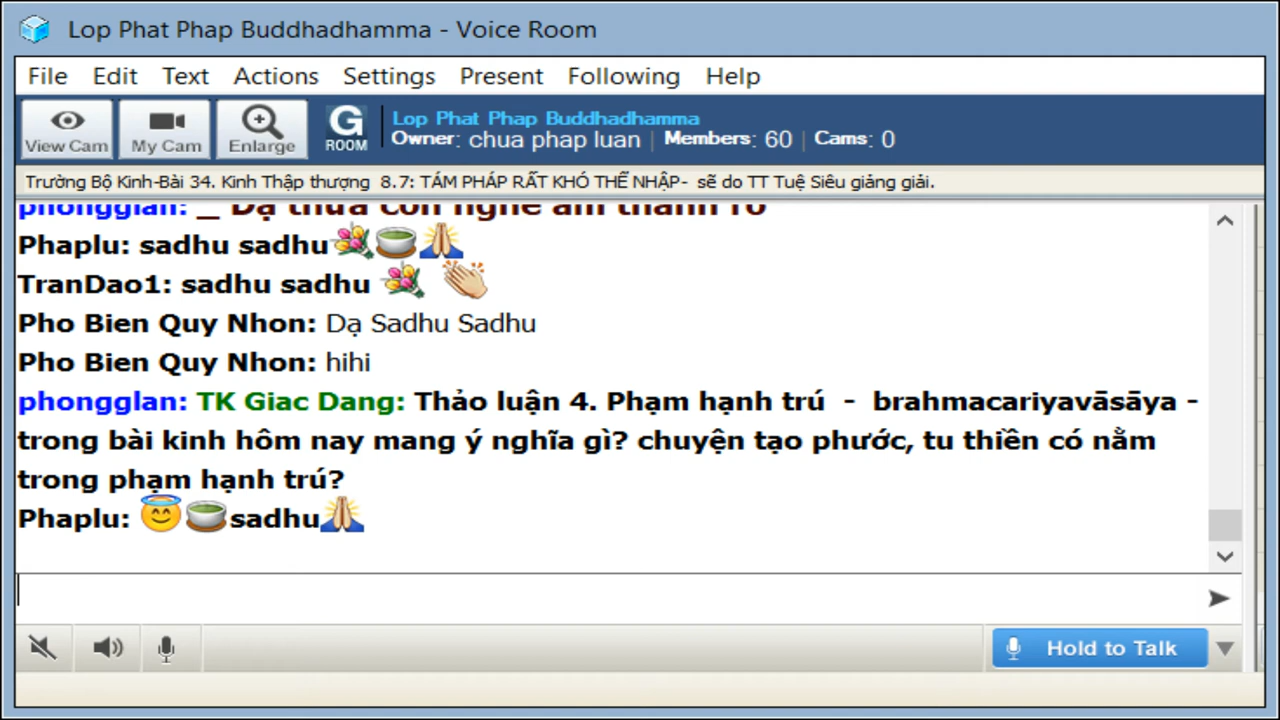 Lop Phat Phap Buddhadhamma - Voice Room
File Edit Text Actions Settings Present Following Help
View Cam My Cam Enlarge G ROOM
Lop Phat Phap Buddhadhamma
Owner: chua phap luan | Members: 60 | Cams: 0
Trường Bộ Kinh-Bài 34. Kinh Thập thượng 8.7: TÁM PHÁP RẤT KHÓ THỂ NHẬP- sẽ do TT Tuệ Siêu giảng giải.
phongglan: _ Dạ thưa con nghe âm thanh rõ
Phaplu: sadhu sadhu
TranDao1: sadhu sadhu
Pho Bien Quy Nhon: Dạ Sadhu Sadhu
Pho Bien Quy Nhon: hihi
phongglan: TK Giac Dang: Thảo luận 4. Phạm hạnh trú - brahmacariyavāsāya -
trong bài kinh hôm nay mang ý nghĩa gì? chuyện tạo phước, tu thiền có nằm
trong phạm hạnh trú?
Phaplu: sadhu
Hold to Talk